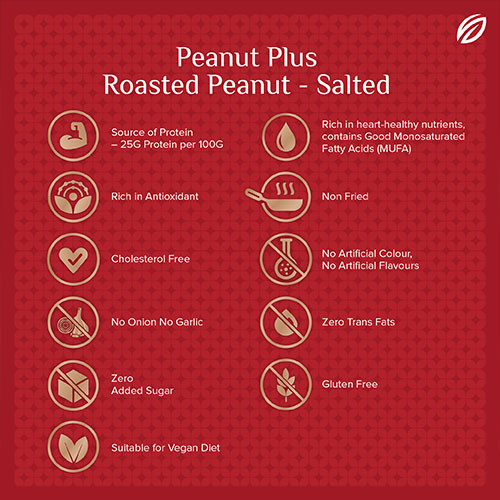 Peanut Plus
Roasted Peanut - Salted
Source of Protein
– 25G Protein per 100G
Rich in heart-healthy nutrients,
contains Good Monosaturated
Fatty Acids (MUFA)
Rich in Antioxidant
Non Fried
Cholesterol Free
No Artificial Colour,
No Artificial Flavours
No Onion No Garlic
Zero Trans Fats
Zero
Added Sugar
Gluten Free
Suitable for Vegan Diet